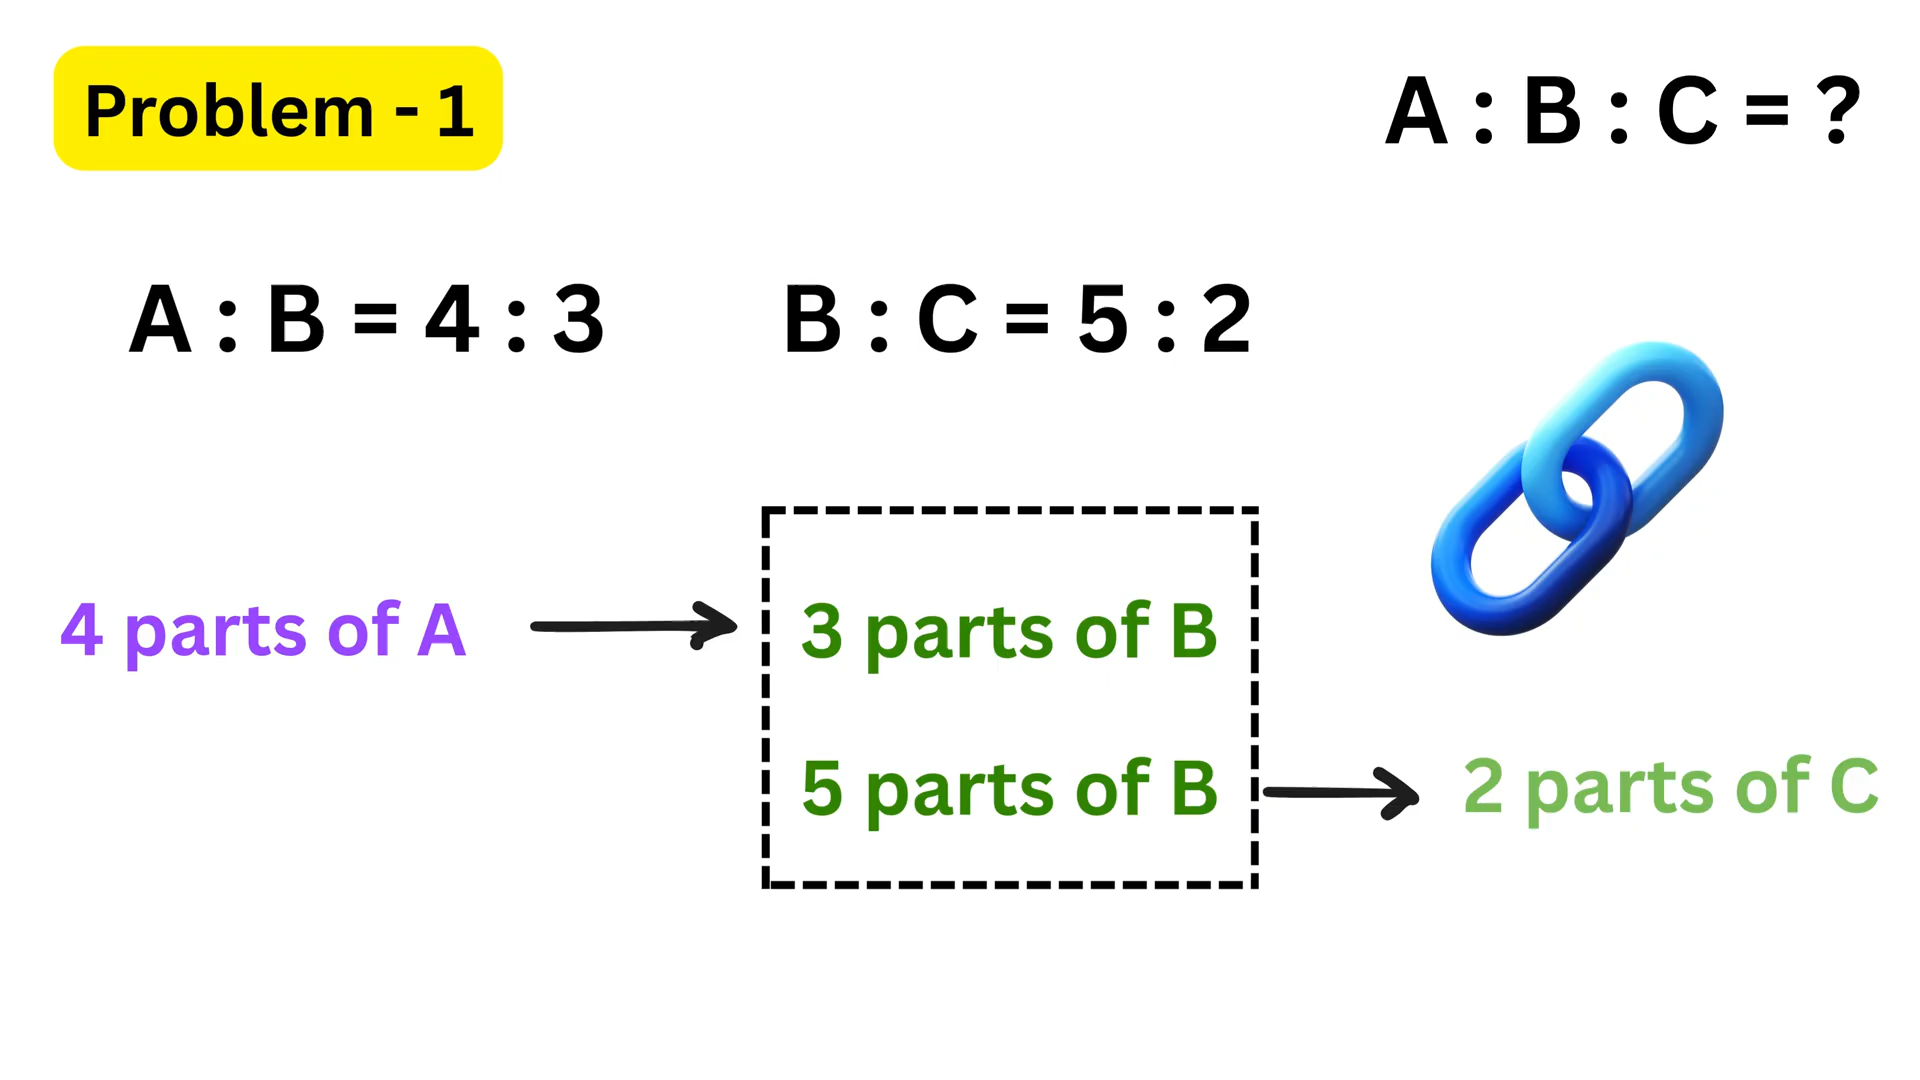 Problem - 1
A : B : C = ?
A : B = 4 : 3
B : C = 5 : 2
4 parts of A
3 parts of B
5 parts of B
2 parts of C